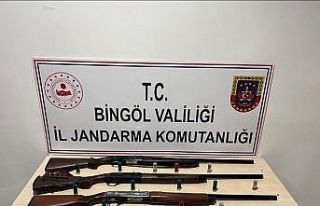 T.C.
BİNGÖL VALİLİĞİ
İL JANDARMA KOMUTANLIĞI